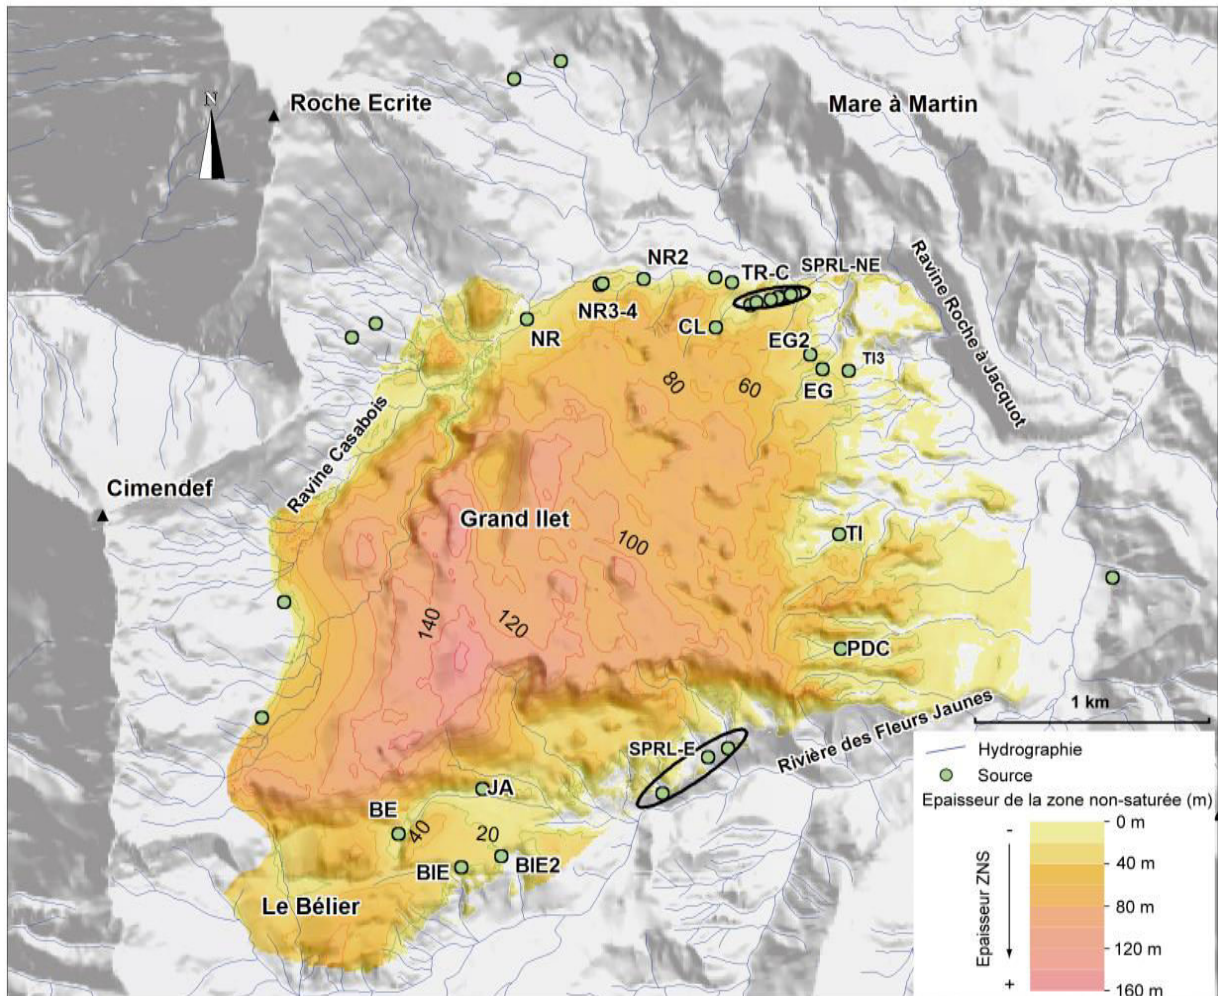 N
Roche Ecrite
Mare à Martin
Ravine Roche à Jacquot
NR2
TR-C
SPRL-NE
NR3-4
NR
CL
EG2
TI3
EG
80
60
Ravine Casabois
Cimendef
Grand Ilet
100
TI
140
120
PDC
1 km
Rivière des Fleurs Jaunes
SPRL-E
JA
BE
40
20
BIE
BIE2
Le Bélier
Hydrographie
Source
Epaisseur de la zone non-saturée (m)
Epaisseur ZNS
-
+
0 m
40 m
80 m
120 m
160 m